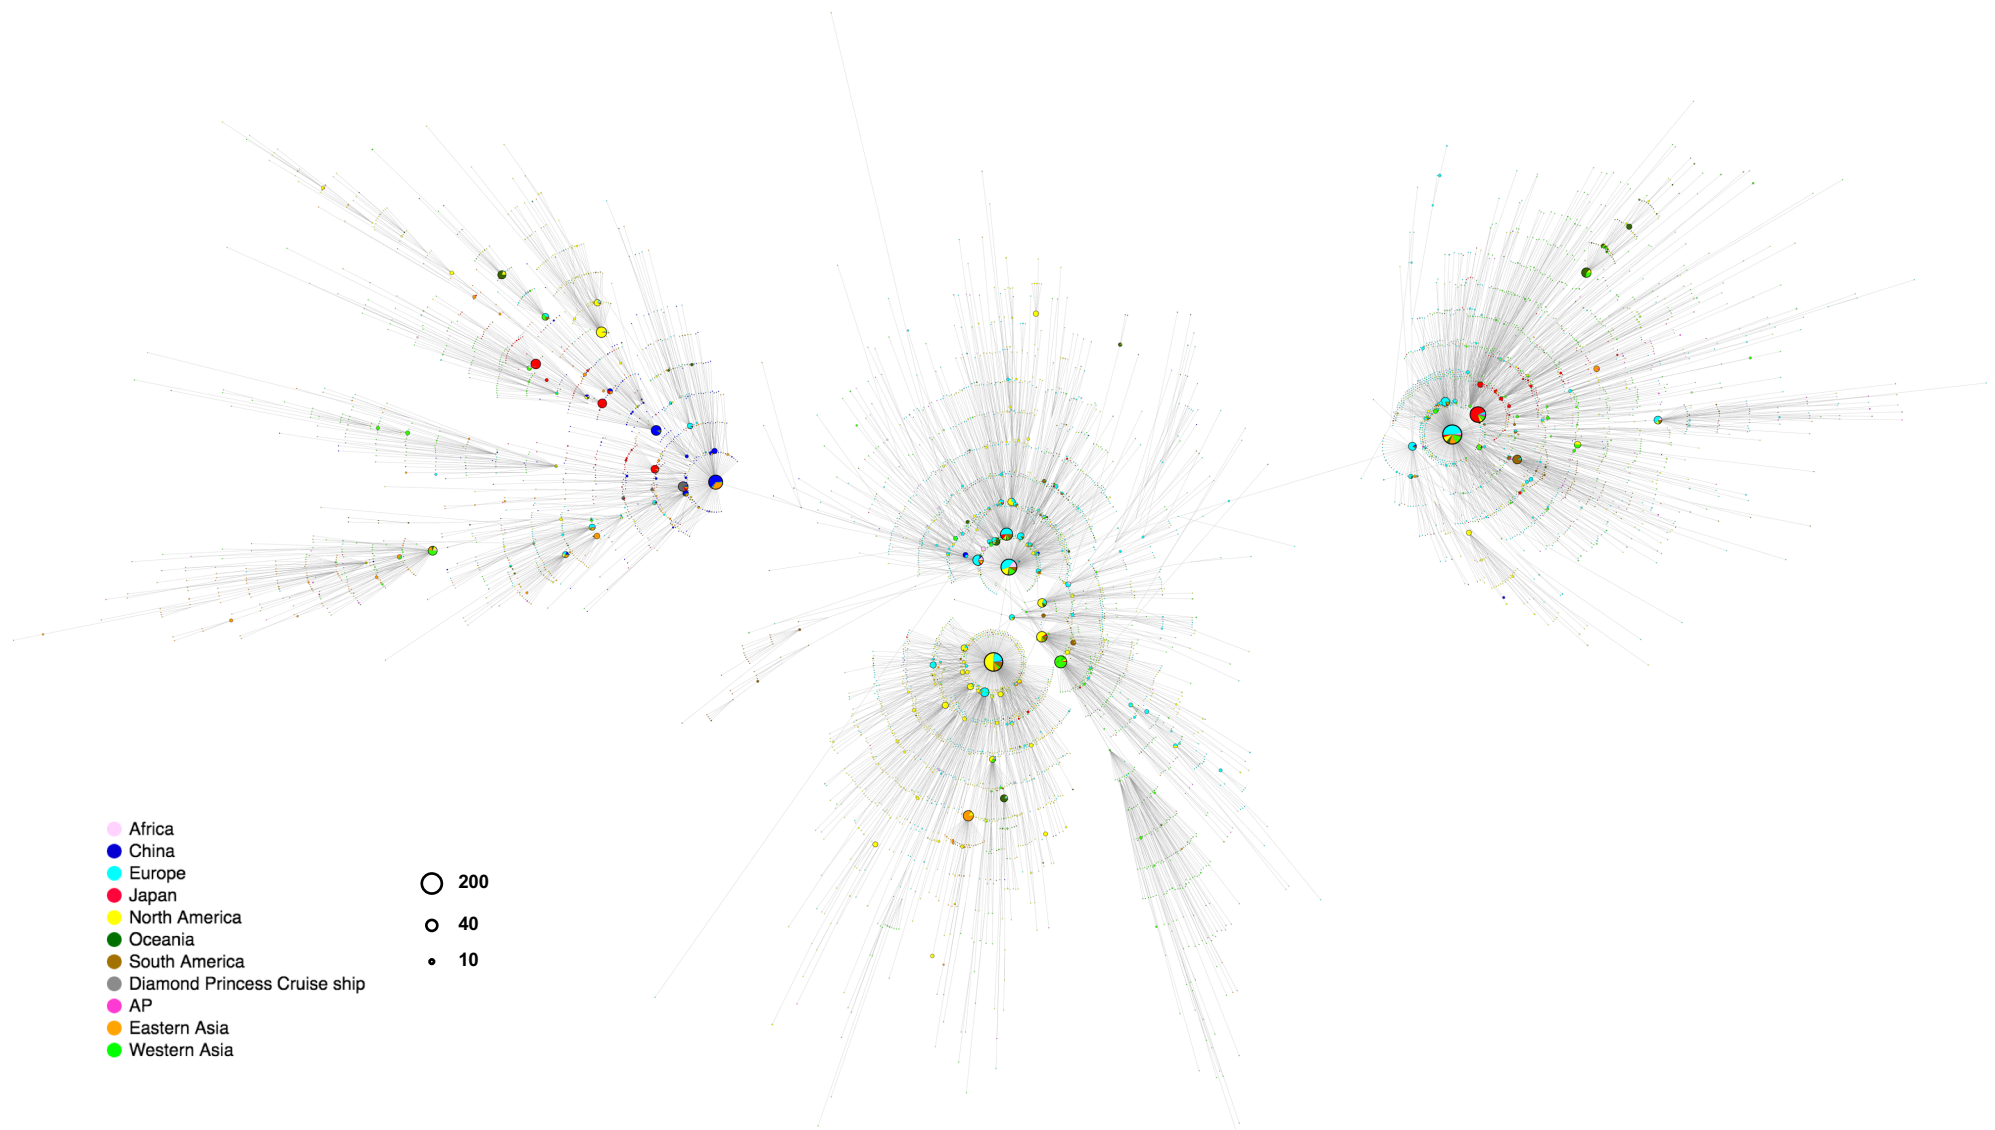 Africa
China
Europe
Japan
North America
Oceania
South America
Diamond Princess Cruise ship
AP
Eastern Asia
Western Asia
200
40
10